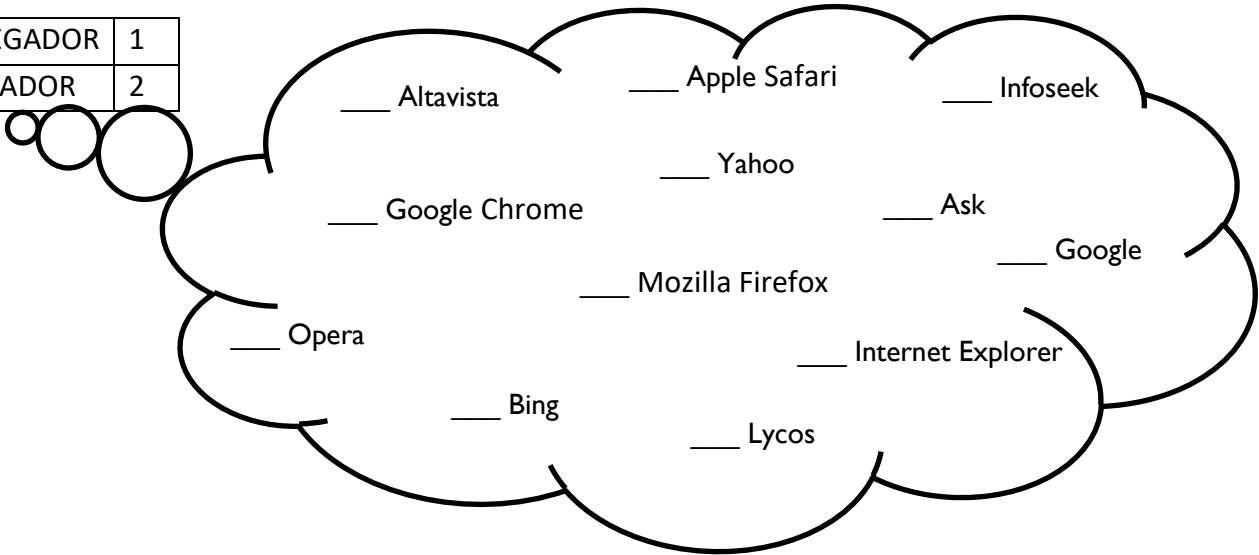 EGADOR 1
ADOR 2
___ Altavista
___ Apple Safari
___ Infoseek
___ Yahoo
___ Google Chrome
___ Ask
___ Google
___ Mozilla Firefox
___ Opera
___ Internet Explorer
___ Bing
___ Lycos